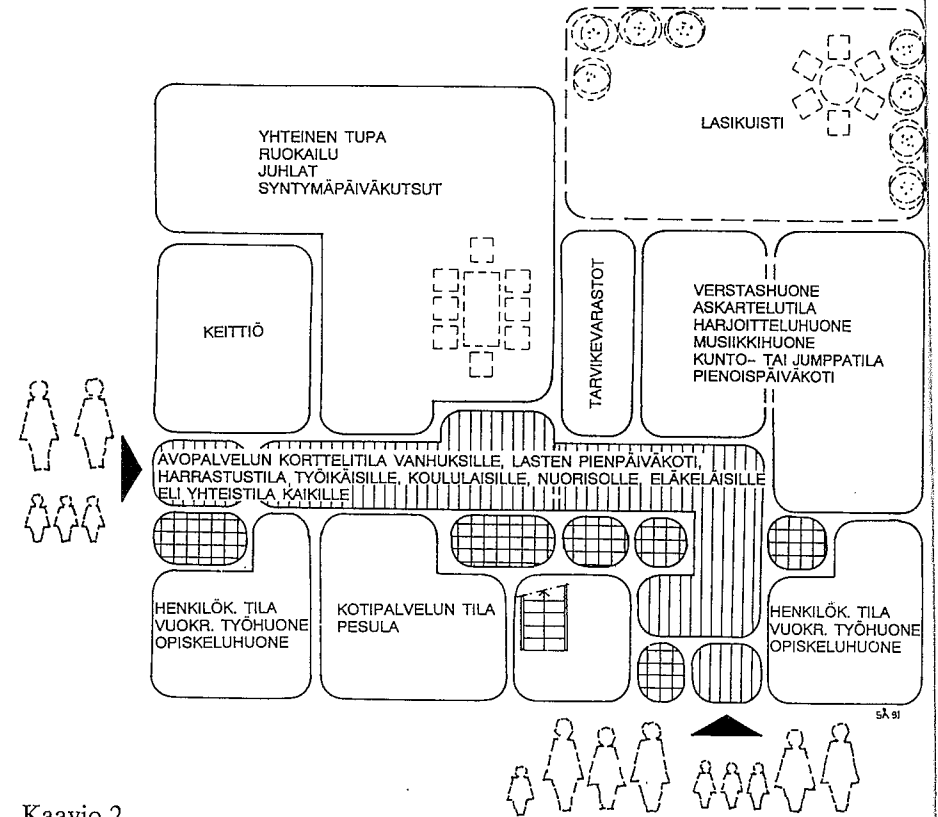 LASIKUISTI
YHTEINEN TUPA
RUOKAILU
JUHLAT
SYNTYMÄPÄIVÄKUTSUT
KEITTIÖ
TARVIKEVARASTOT
VERSTASHUONE
ASKARTELUTILA
HARJOITTELUHUONE
MUSIIKKIHUONE
KUNTO- TAI JUMPPATILA
PIENOISPÄIVÄKOTI
AVOPALVELUN KORTTELITILA VANHUKSILLE, LASTEN PIENPÄIVÄKOTI,
HARRASTUSTILA, TYÖIKÄISILLE, KOULULAISILLE, NUORISOLLE, ELÄKELÄISILLE
ELI YHTEISTILA KAIKILLE
HENKILÖK. TILA
VUOKR. TYÖHUONE
OPISKELUHUONE
KOTIPALVELUN TILA
PESULA
HENKILÖK. TILA
VUOKR. TYÖHUONE
OPISKELUHUONE
SÅ 91
Kaavio 2